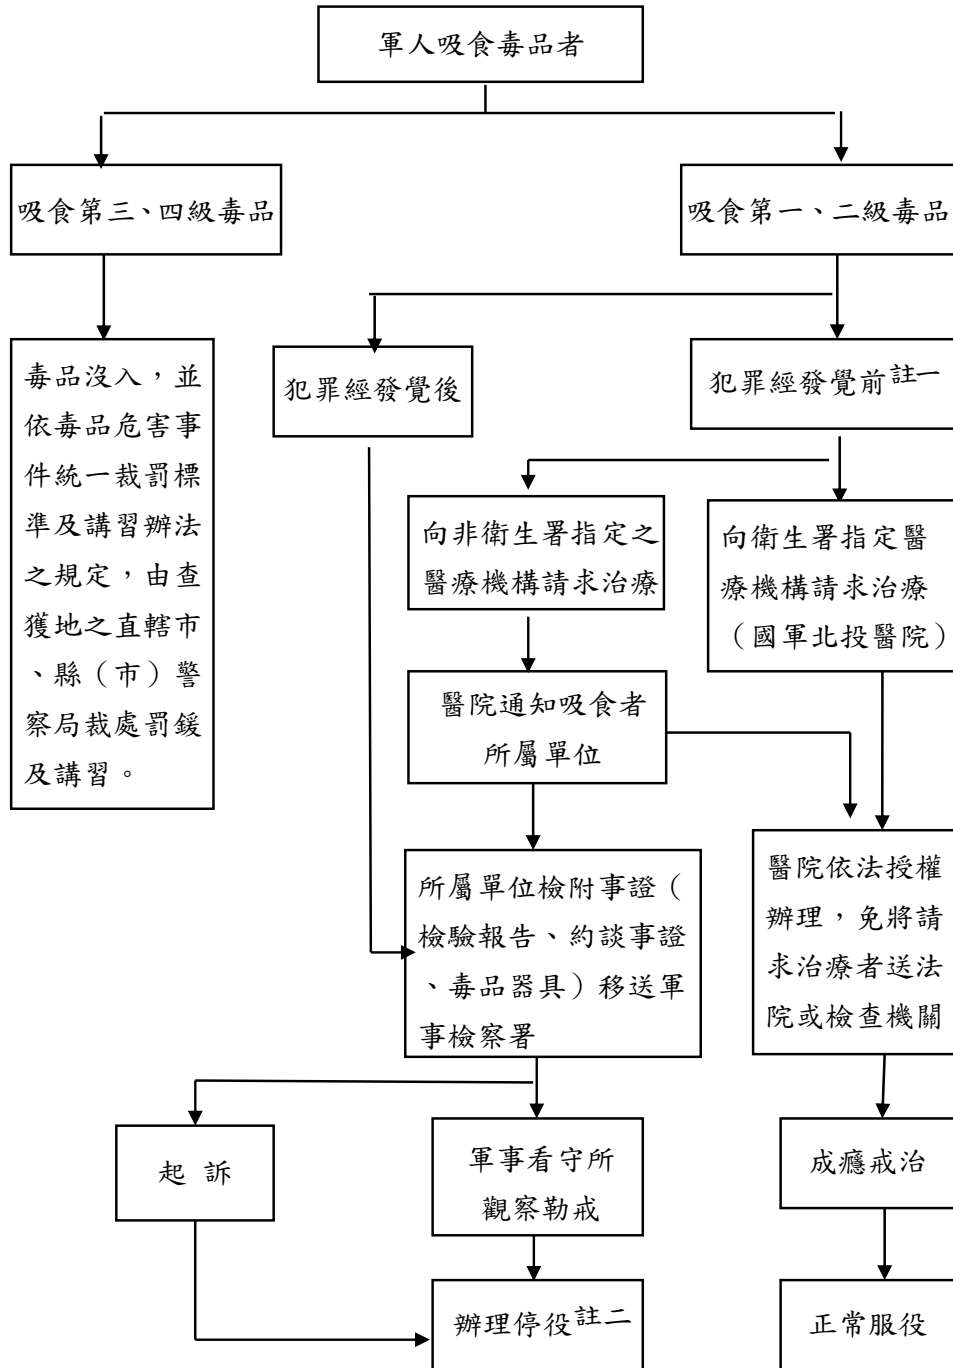 軍人吸食毒品者
吸食第三、四級毒品
吸食第一、二級毒品
毒品沒入，並
依毒品危害事
件統一裁罰標
準及講習辦法
之規定，由查
獲地之直轄市
、縣（市）警
察局裁處罰鍰
及講習。
犯罪經發覺後
犯罪經發覺前註一
向非衛生署指定之
醫療機構請求治療
向衛生署指定醫
療機構請求治療
（國軍北投醫院）
醫院通知吸食者
所屬單位
所屬單位檢附事證（
檢驗報告、約談事證
、毒品器具）移送軍
事檢察署
醫院依法授權
辦理，免將請
求治療者送法
院或檢查機關
起 訴
軍事看守所
觀察勒戒
成癮戒治
辦理停役註二
正常服役